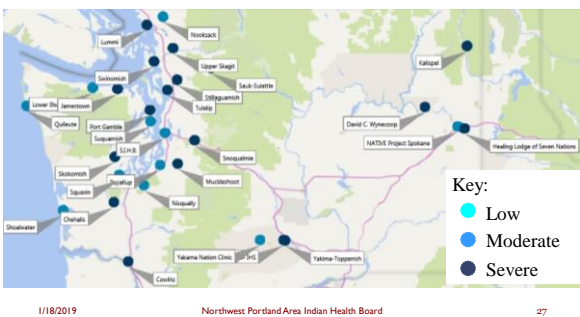 Lummi
Nooksack
Upper Skagit
Swinomish
Sauk-Suiattle
Stillaguamish
Tulalip
Lower
Jamestown
Quileute
Port Gamble
Suquamish
S.I.H.B.
Snoqualmie
Skokomish
Squaxin
Puyallup
Muckleshoot
Nisqually
Shoalwater
Chehalis
Cowlitz
Yakama Nation Clinic
IHS
Yakima-Toppenish
Kalispel
David C. Wynecoop
NATIVE Project Spokane
Healing Lodge of Seven Nations
Key:
Low
Moderate
Severe
1/18/2019
Northwest Portland Area Indian Health Board
27